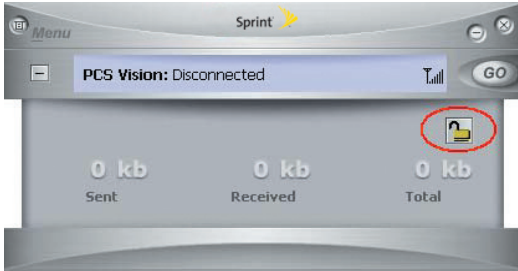 Sprint
Menu
PCS Vision: Disconnected
GO
0 kb 0 kb 0 kb
Sent Received Total